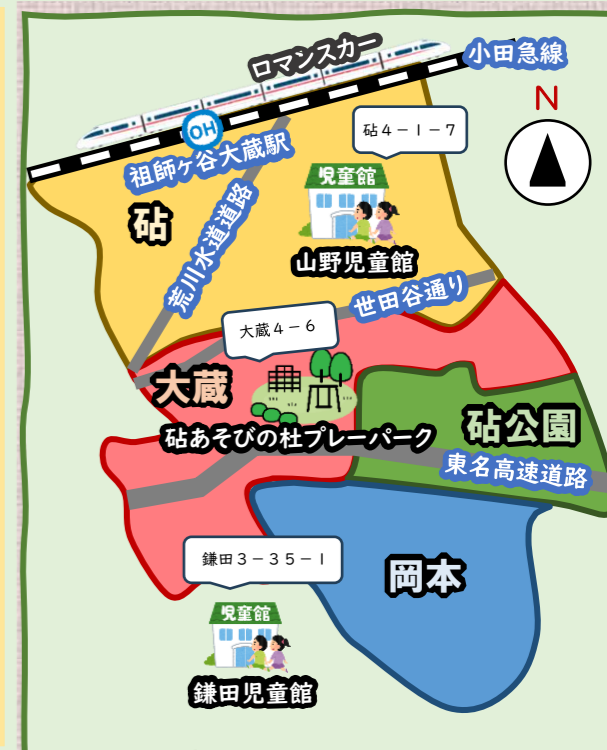 ロマンスカー
小田急線
N
OH
祖師ヶ谷大蔵駅
砧4-1-7
児童館
山野児童館
砧
荒川水道道路
世田谷通り
大蔵4-6
大蔵
砧あそびの杜プレーパーク
砧公園
東名高速道路
鎌田3-35-1
岡本
児童館
鎌田児童館